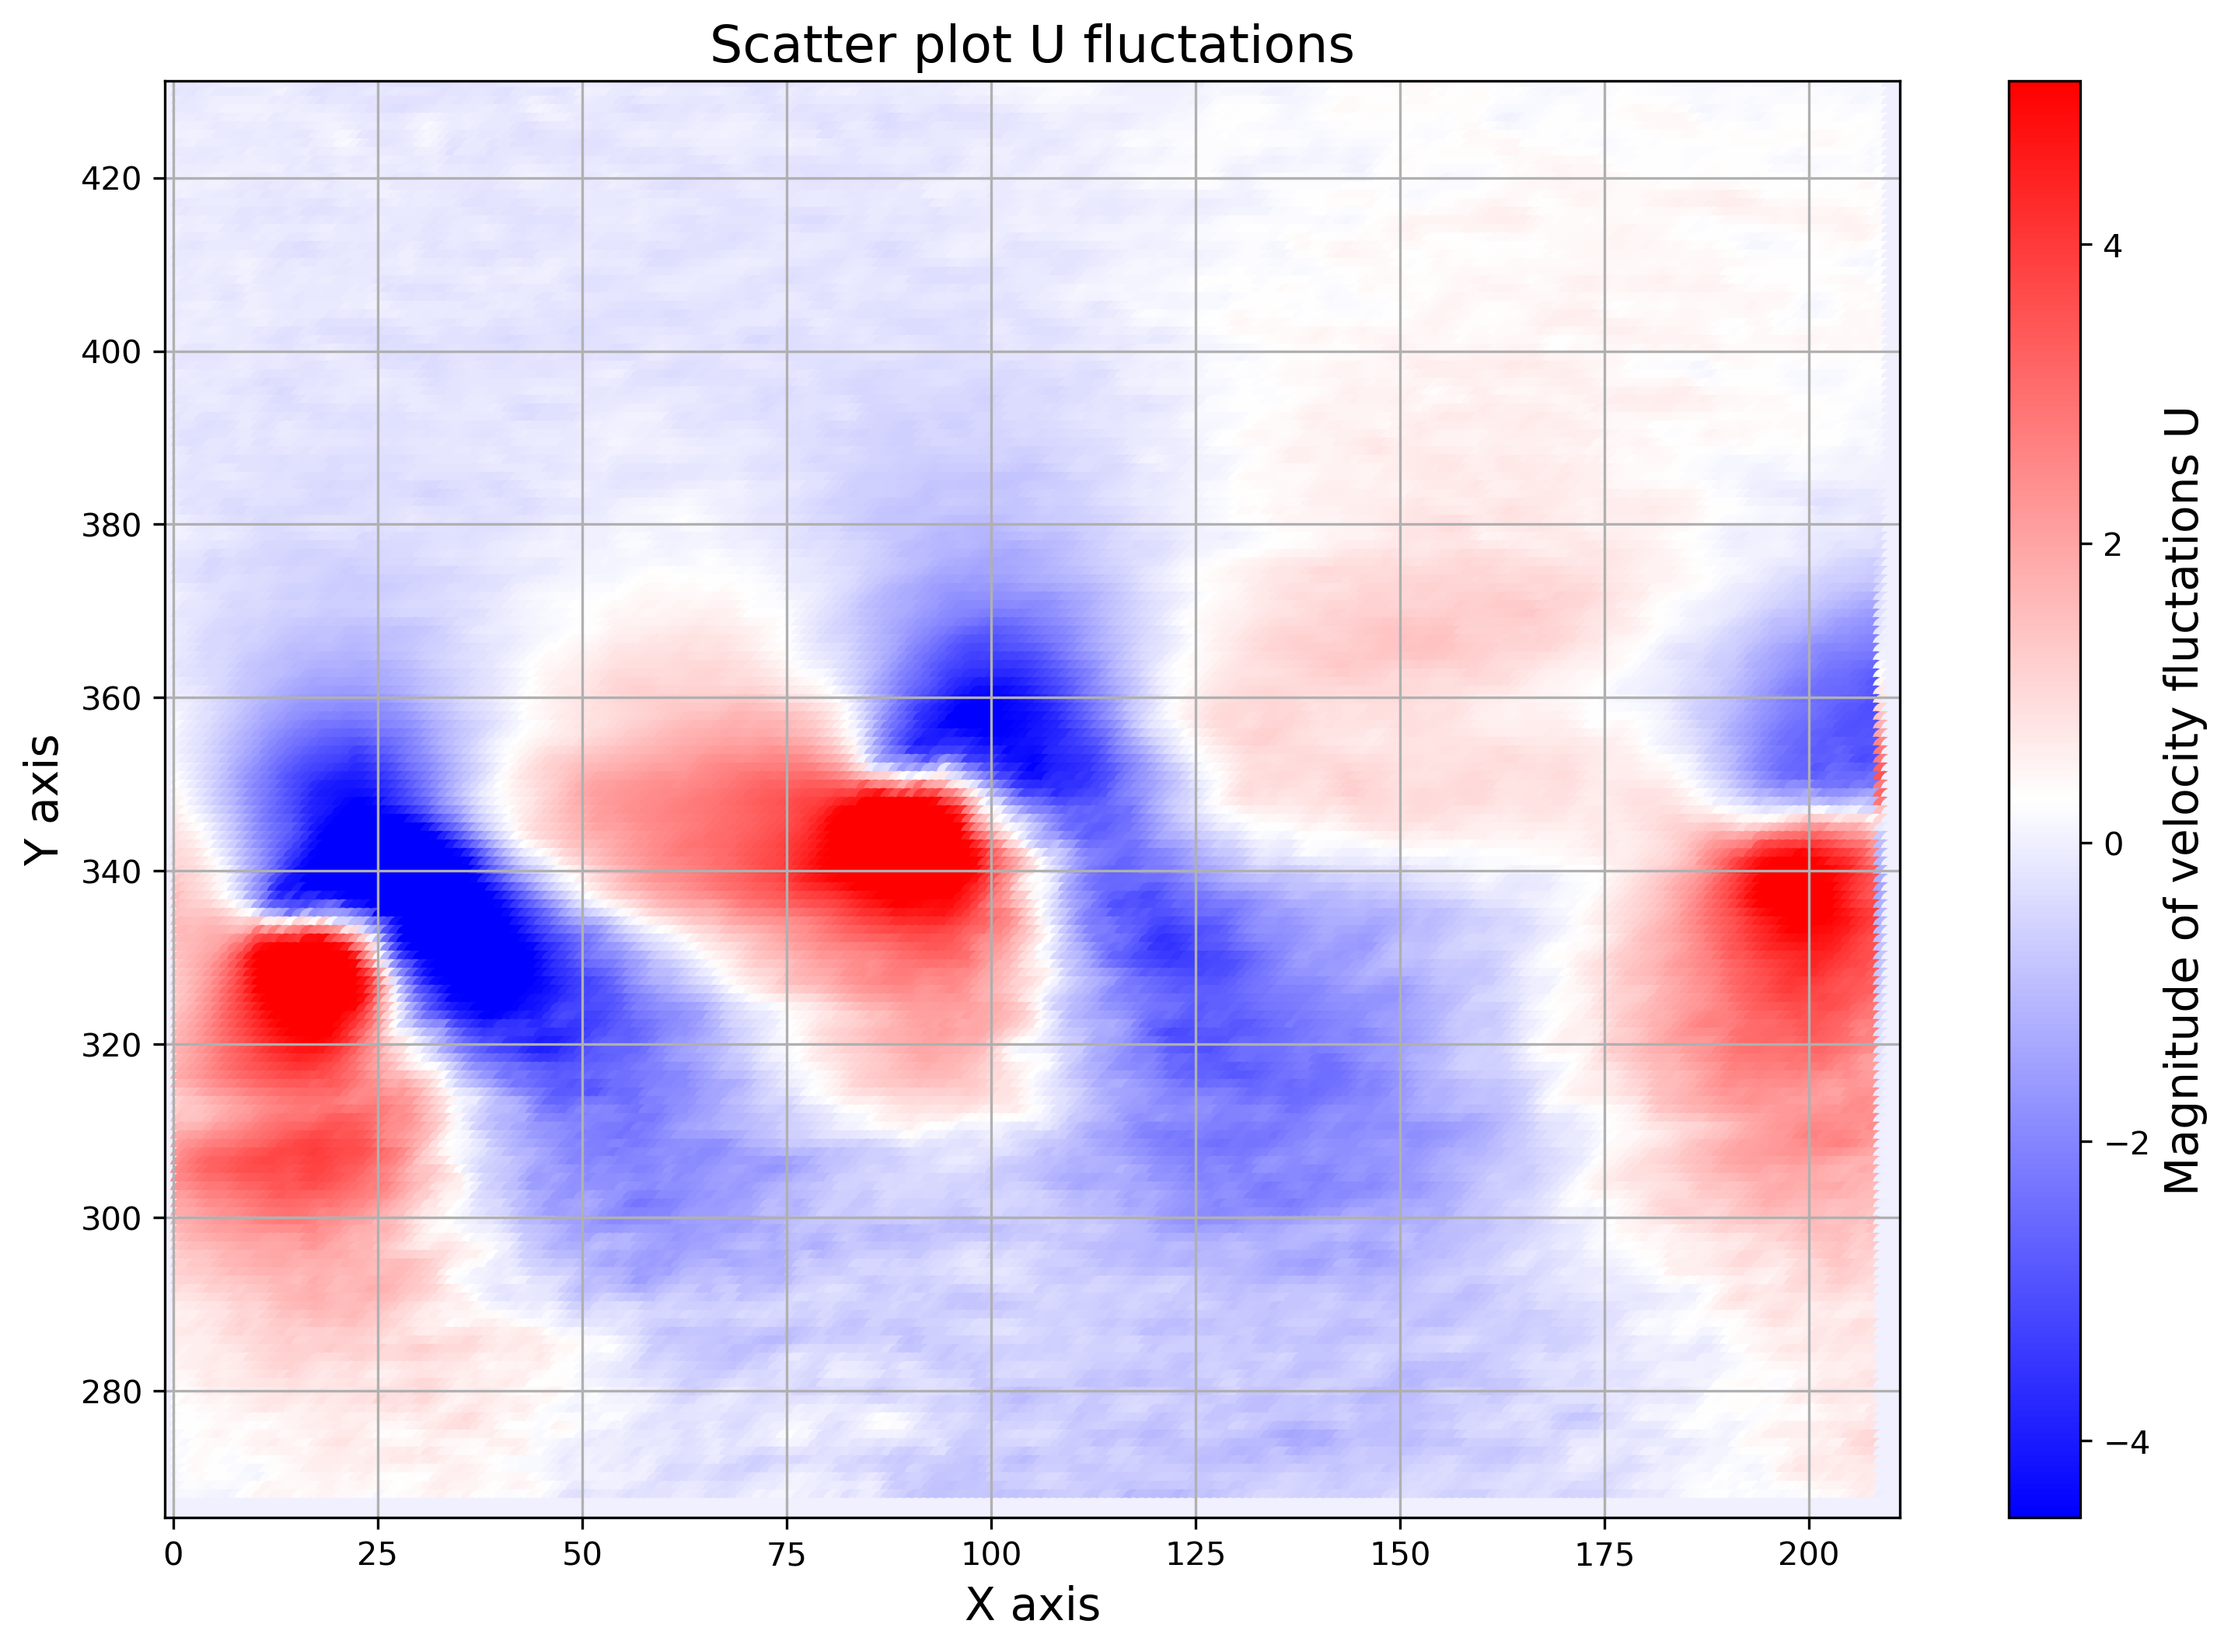 Scatter plot U fluctations
Y axis
420
400
380
360
340
320
300
280
0 25 50 75 100 125 150 175 200
X axis
4
2
0
−2
−4
Magnitude of velocity fluctations U